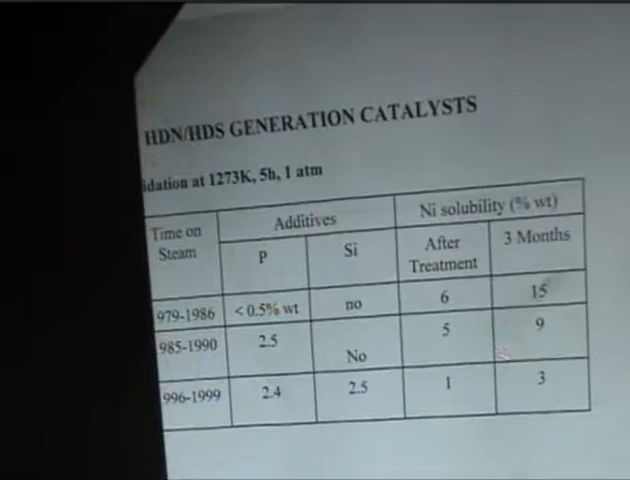 HDN/HDS GENERATION CATALYSTS
idation at 1273K, 5h, 1 atm
Time on Steam Additives Ni solubility (% wt)
P Si After Treatment 3 Months
979-1986 < 0.5% wt no 6 15
985-1990 2.5 No 5 9
996-1999 2.4 2.5 1 3